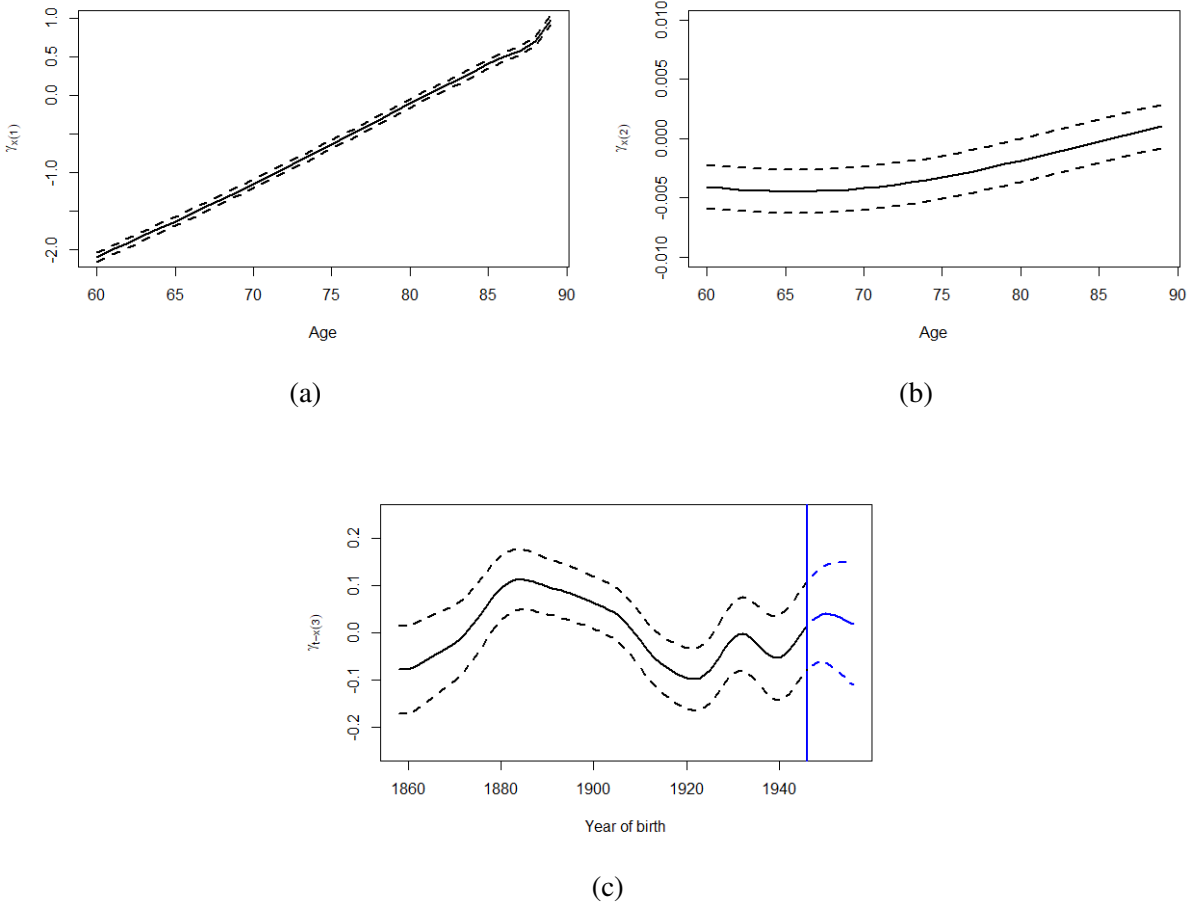 γx(1)
1.0
0.5
0.0
-1.0
-2.0
60 65 70 75 80 85 90
Age
(a)
γx(2)
0.010
0.005
0.000
-0.005
-0.010
60 65 70 75 80 85 90
Age
(b)
γt−x(3)
0.2
0.1
0.0
-0.1
-0.2
1860 1880 1900 1920 1940
Year of birth
(c)